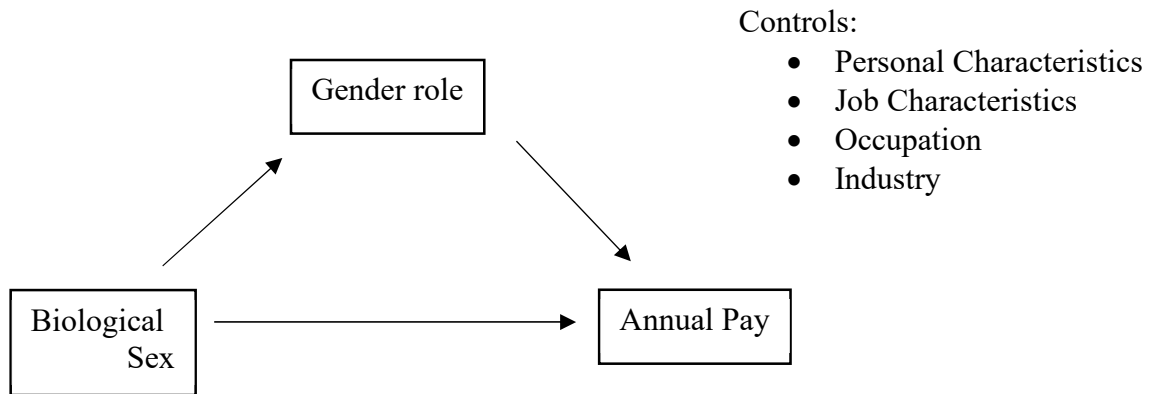 Controls:
• Personal Characteristics
• Job Characteristics
• Occupation
• Industry
Gender role
Biological
Sex
Annual Pay